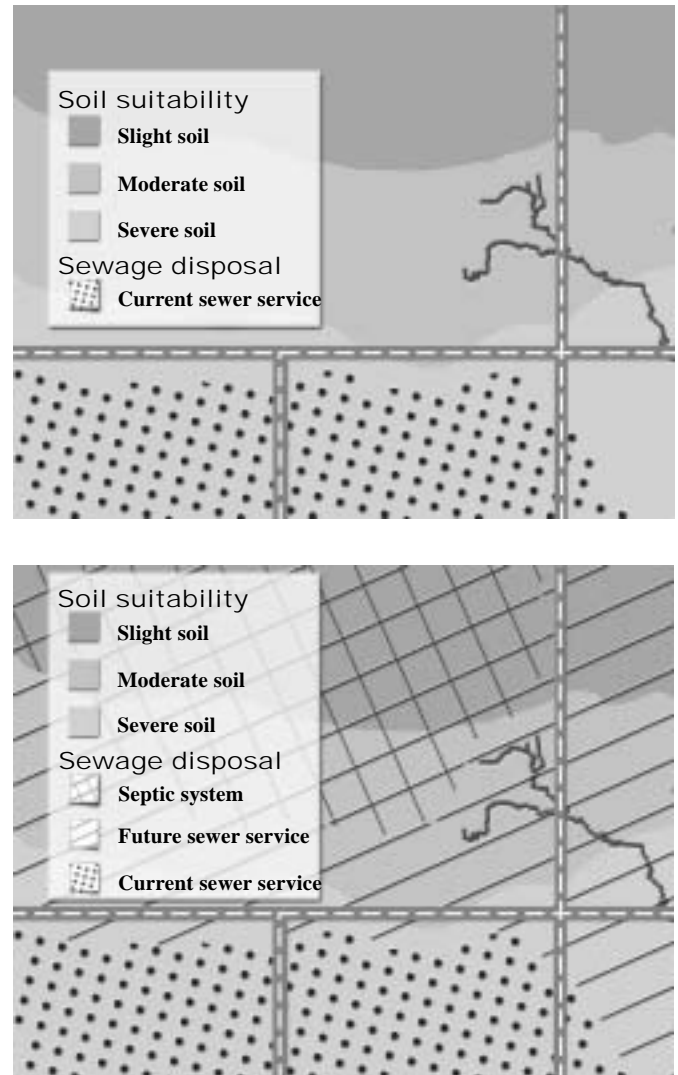 Soil suitability
Slight soil
Moderate soil
Severe soil
Sewage disposal
Current sewer service
Soil suitability
Slight soil
Moderate soil
Severe soil
Sewage disposal
Septic system
Future sewer service
Current sewer service